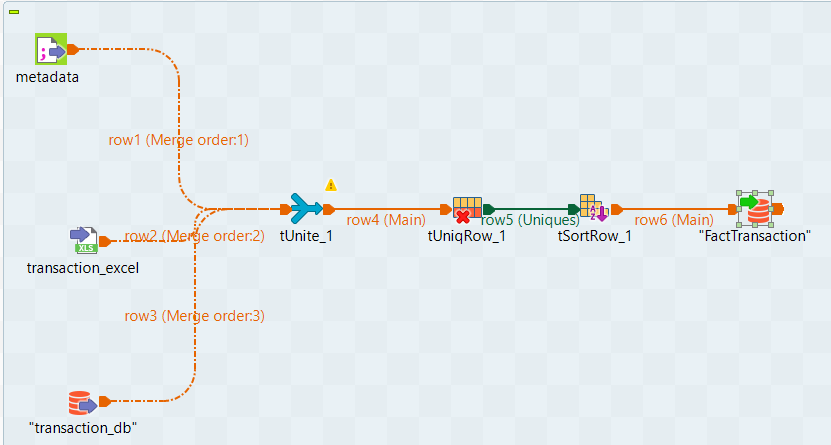 metadata
row1 (Merge order:1)
row4 (Main)
row5 (Uniques)
row6 (Main)
tUnite_1
tUniqRow_1
tSortRow_1
"FactTransaction"
row2 (Merge order:2)
transaction_excel
XLS
row3 (Merge order:3)
"transaction_db"